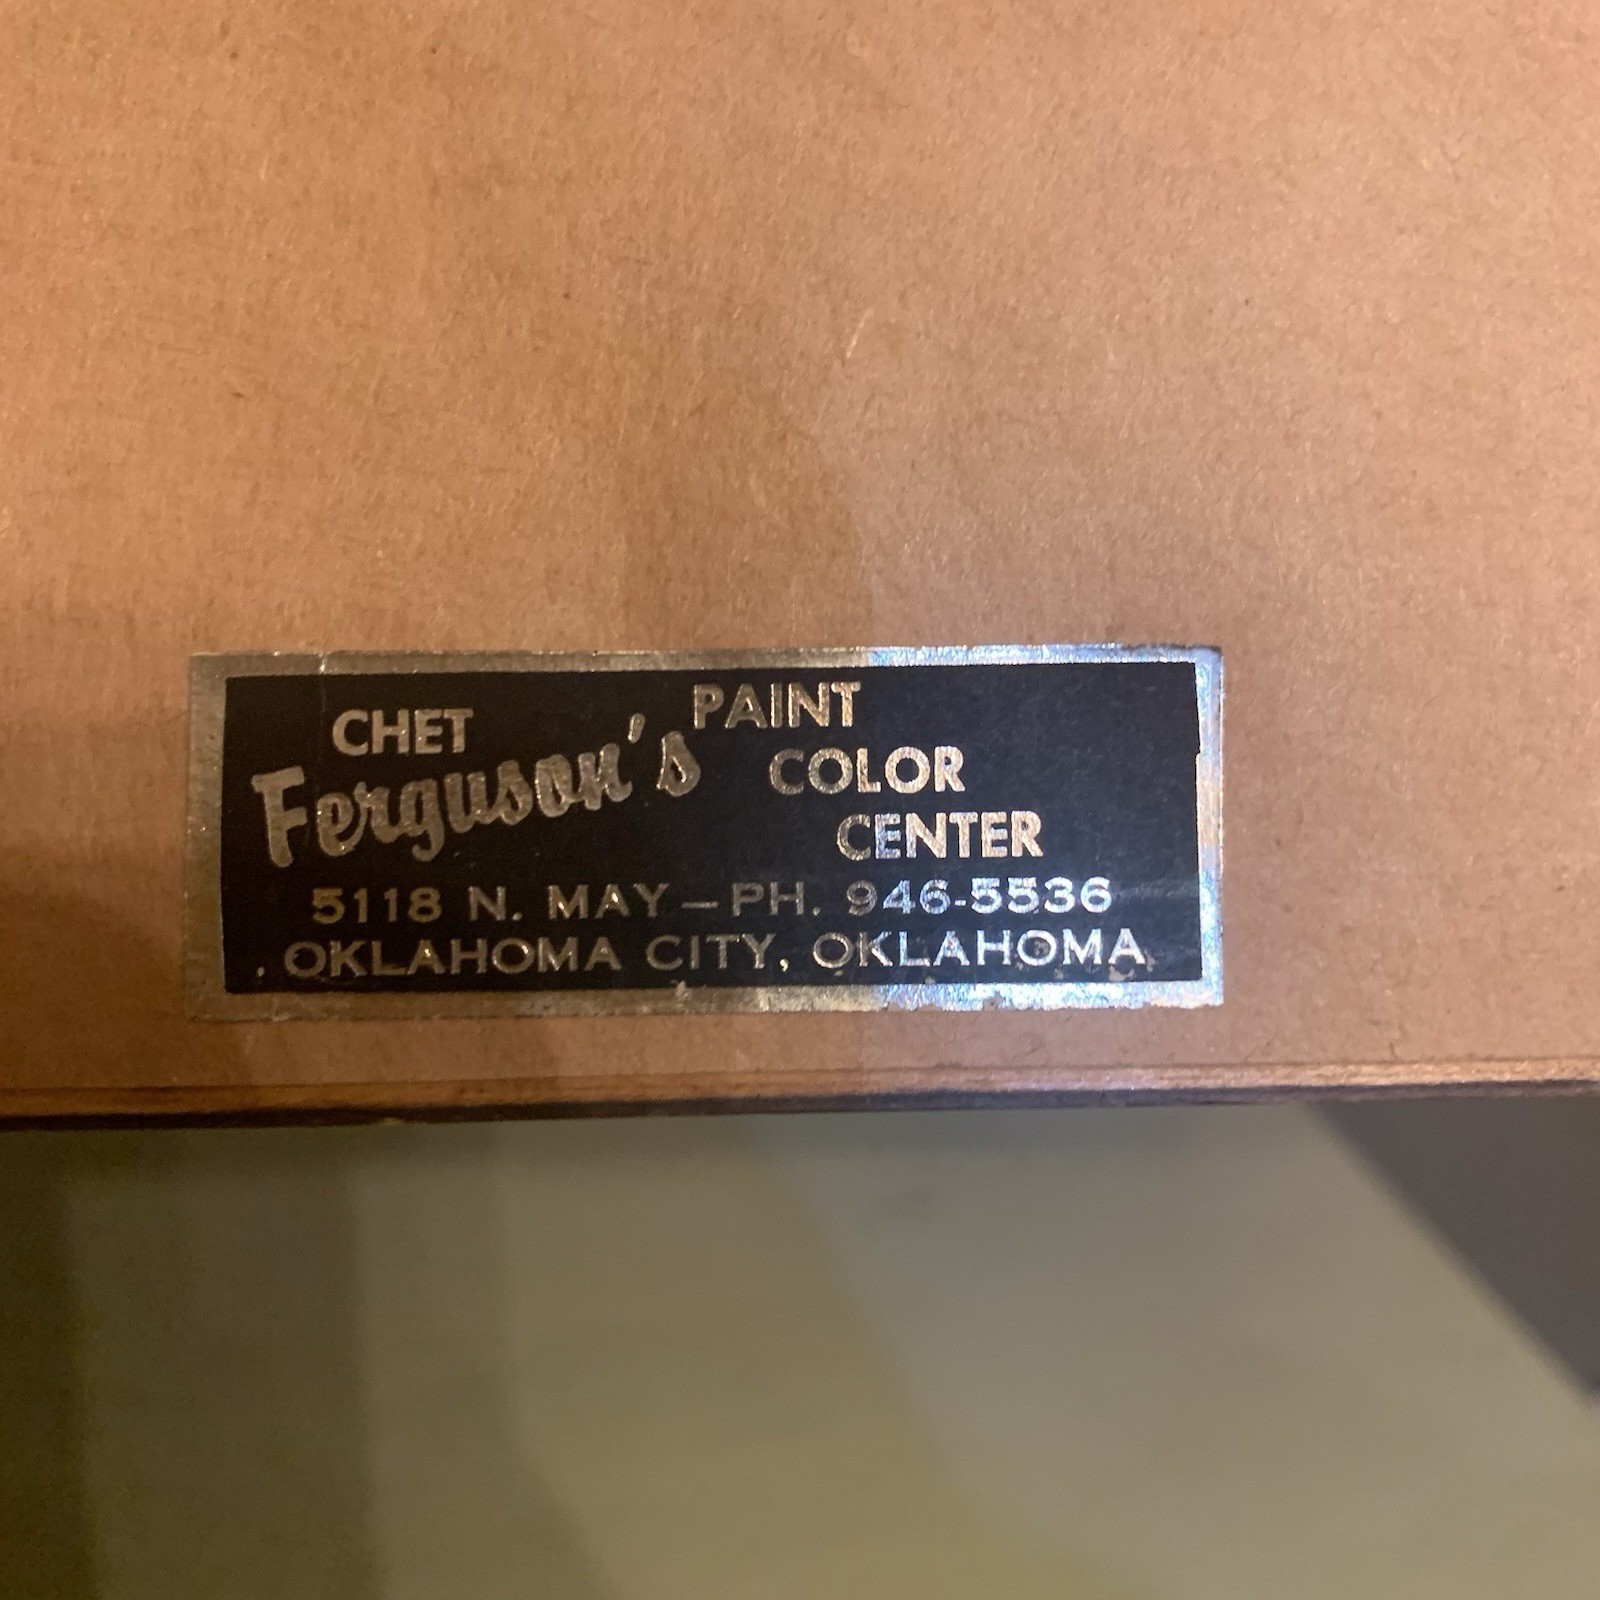 CHET
Ferguson's
PAINT
COLOR
CENTER
5118 N. MAY – PH. 946-5536
OKLAHOMA CITY, OKLAHOMA